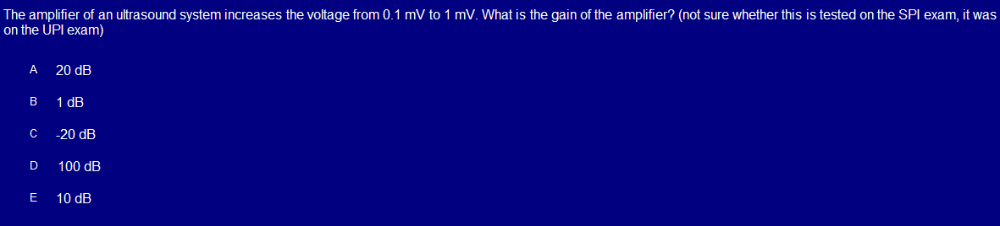 The amplifier of an ultrasound system increases the voltage from 0.1 mV to 1 mV. What is the gain of the amplifier? (not sure whether this is tested on the SPI exam, it was
on the UPI exam)
A 20 dB
B 1 dB
C -20 dB
D 100 dB
E 10 dB